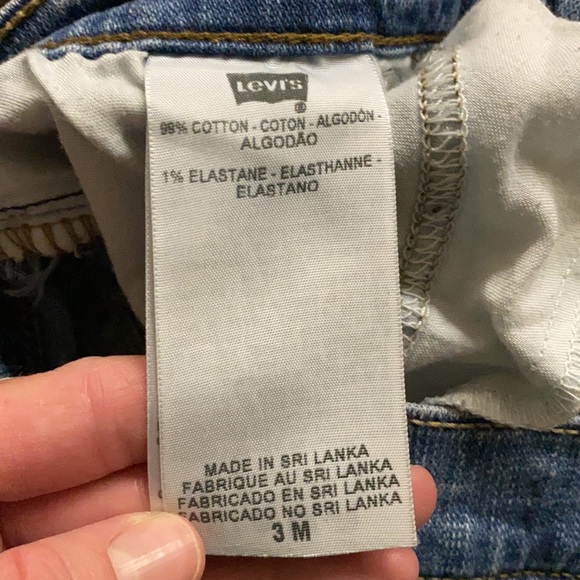 Levi's
®
98% COTTON - COTON - ALGODÓN -
ALGODÃO
1% ELASTANE - ELASTHANNE -
ELASTANO
MADE IN SRI LANKA
FABRIQUE AU SRI LANKA
FABRICADO EN SRI LANKA
FABRICADO NO SRI LANKA
3 M